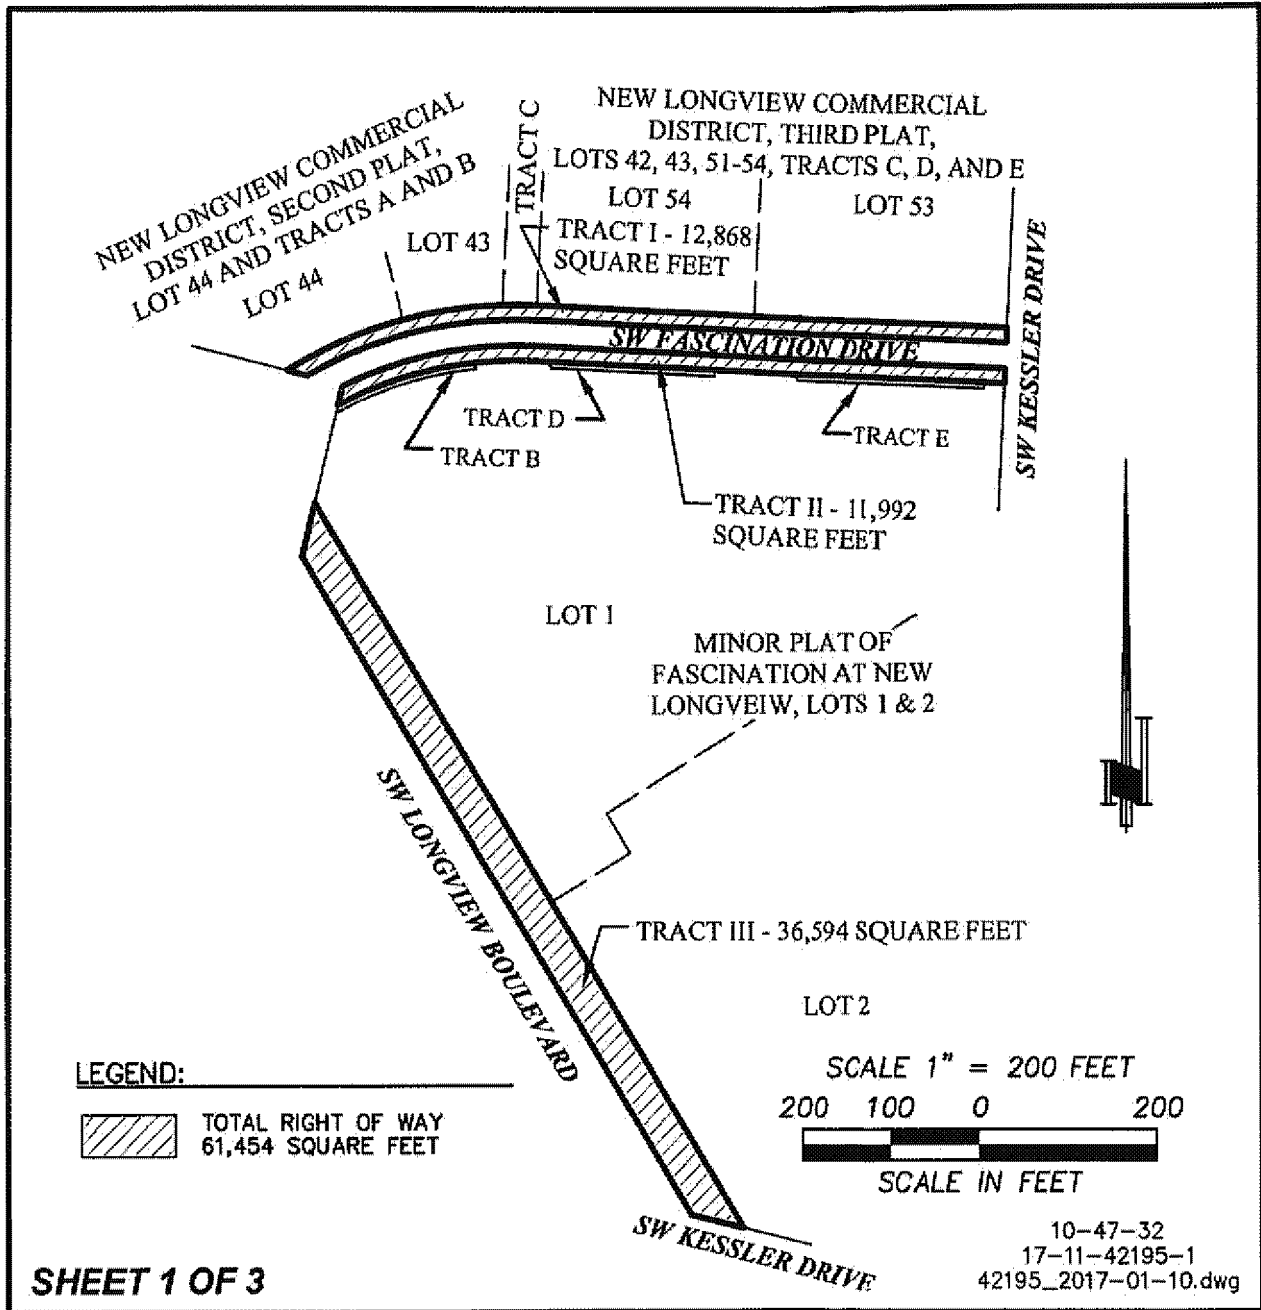 NEW LONGVIEW COMMERCIAL
DISTRICT, SECOND PLAT,
LOT 44 AND TRACTS A AND B
LOT 44
LOT 43
TRACT C
NEW LONGVIEW COMMERCIAL
DISTRICT, THIRD PLAT,
LOTS 42, 43, 51-54, TRACTS C, D, AND E
LOT 54
LOT 53
TRACT I - 12,868
SQUARE FEET
SW KESSLER DRIVE
SW FASCINATION DRIVE
TRACT D
TRACT B
TRACT E
TRACT II - 11,992
SQUARE FEET
LOT 1
MINOR PLAT OF
FASCINATION AT NEW
LONGVEIW, LOTS 1 & 2
SW LONGVIEW BOULEVARD
TRACT III - 36,594 SQUARE FEET
LOT 2
LEGEND:
TOTAL RIGHT OF WAY
61,454 SQUARE FEET
SCALE 1" = 200 FEET
200 100 0 200
SCALE IN FEET
SW KESSLER DRIVE
10-47-32
17-11-42195-1
42195_2017-01-10.dwg
SHEET 1 OF 3